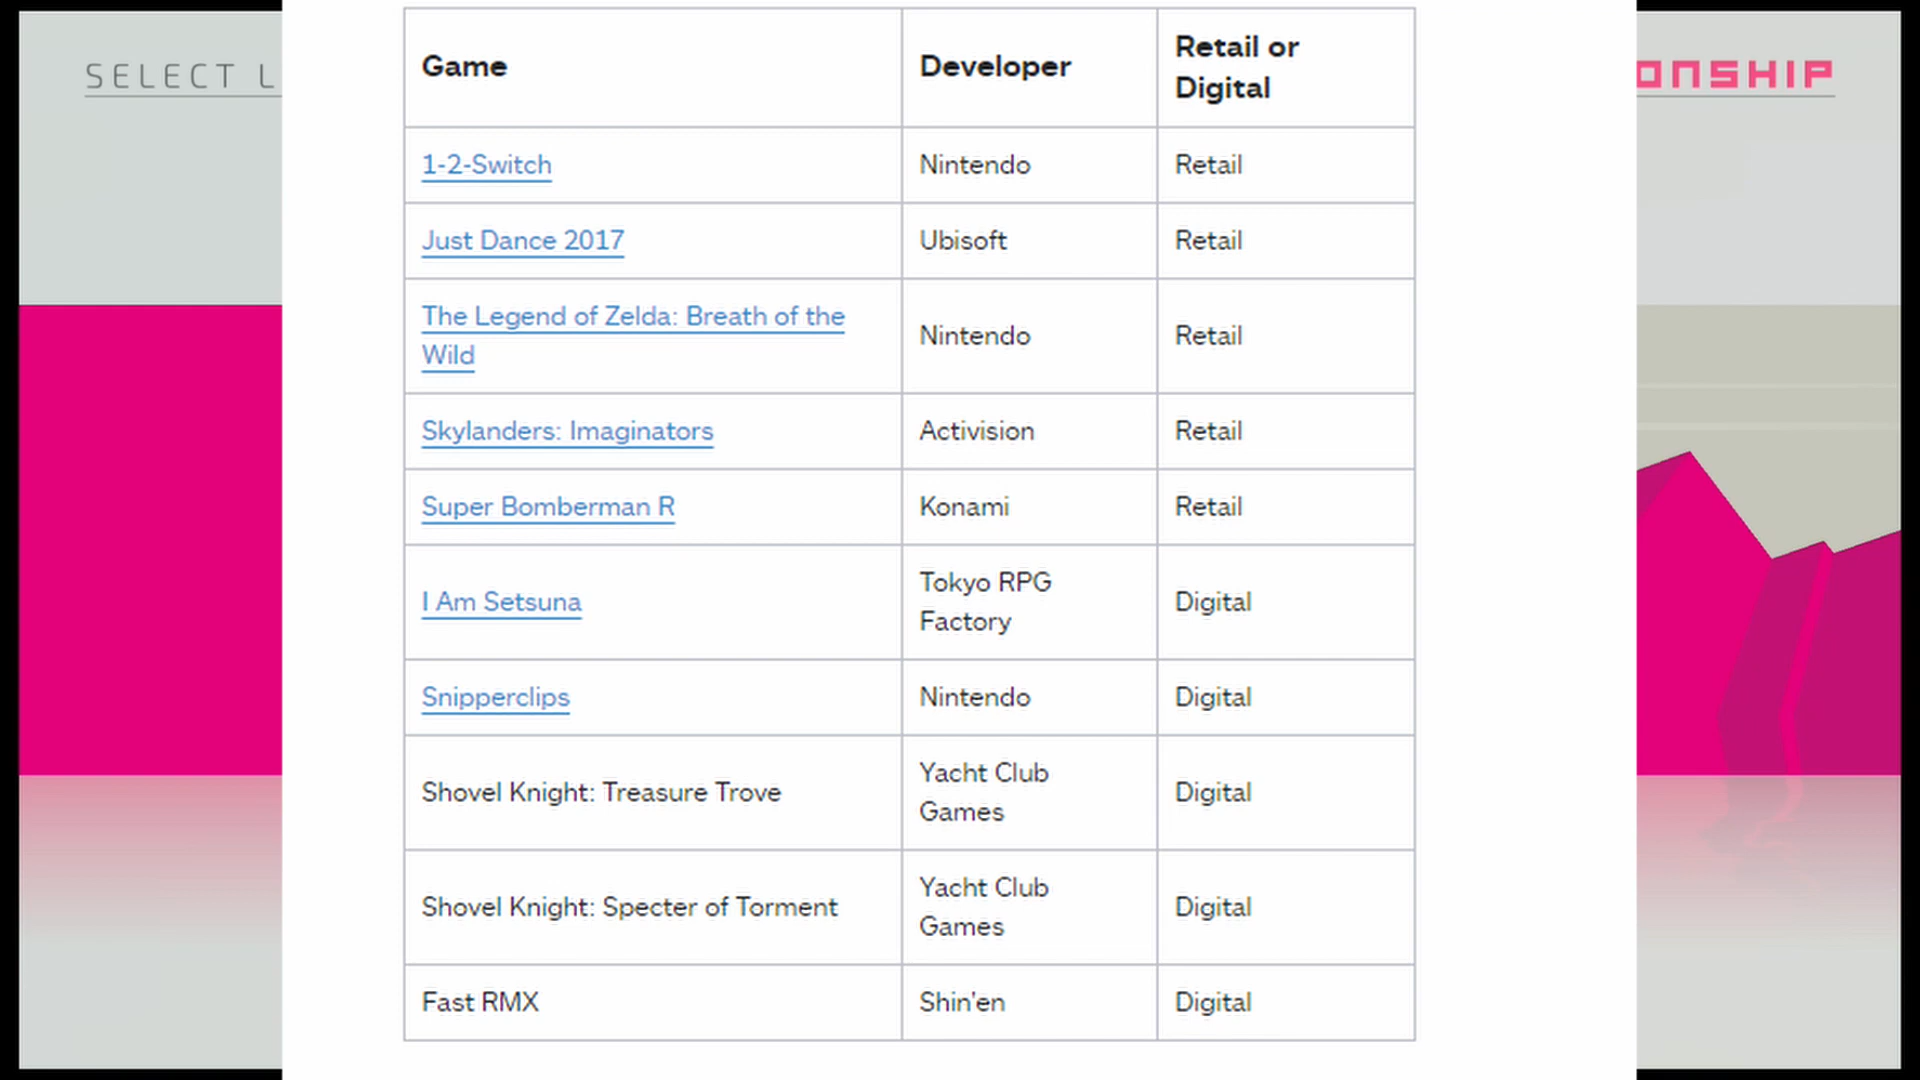 SELECT L
ONSHIP
Game Developer Retail or
Digital
1-2-Switch Nintendo Retail
Just Dance 2017 Ubisoft Retail
The Legend of Zelda: Breath of the
Wild Nintendo Retail
Skylanders: Imaginators Activision Retail
Super Bomberman R Konami Retail
I Am Setsuna Tokyo RPG
Factory Digital
Snipperclips Nintendo Digital
Shovel Knight: Treasure Trove Yacht Club
Games Digital
Shovel Knight: Specter of Torment Yacht Club
Games Digital
Fast RMX Shin'en Digital